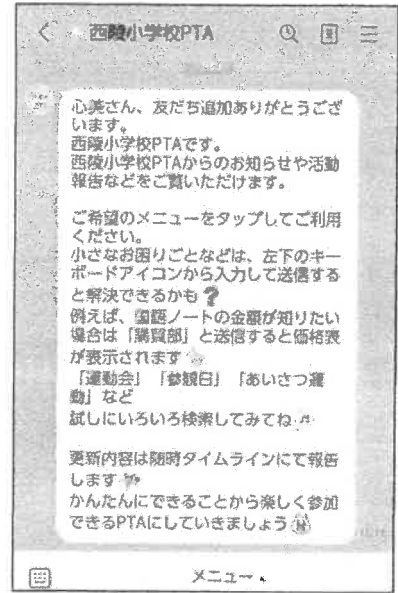 西陵小学校PTA
心美さん、友だち追加ありがとうござ
います。
西陵小学校PTAです。
西陵小学校PTAからのお知らせや活動
報告などをご覧いただけます。
ご希望のメニューをタップしてご利用
ください。
小さなお困りごとなどは、左下のキー
ボードアイコンから入力して送信する
と解決できるかも❓
例えば、国語ノートの金額が知りたい
場合は「購買部」と送信すると価格表
が表示されます
「運動会」「参観日」「あいさつ運
動」など
試しにいろいろ検索してみてね♬
更新内容は随時タイムラインにて報告
します
かんたんにできることから楽しく参加
できるPTAにしていきましょう
メニュー